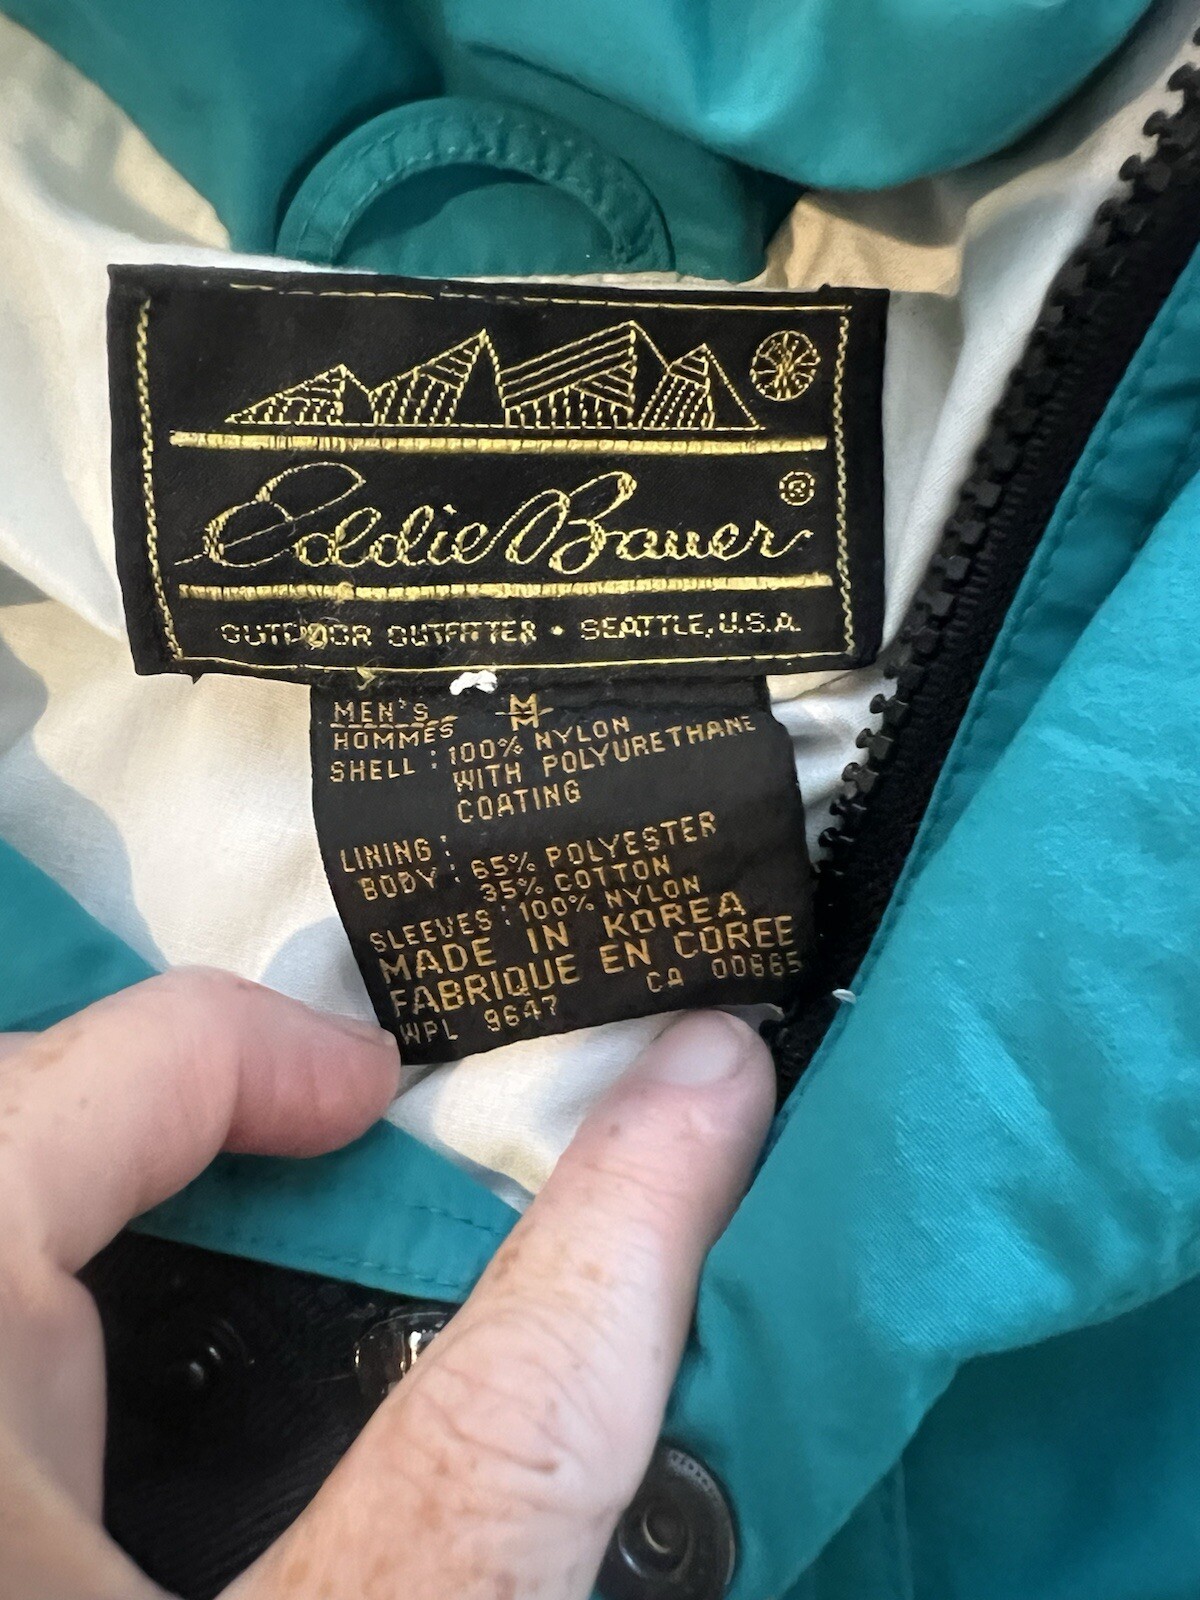 Eddie Bauer ®
OUTDOOR OUTFITTER • SEATTLE, U.S.A.
MEN'S M
HOMMES M
SHELL : 100% NYLON
WITH POLYURETHANE
COATING
LINING :
BODY : 65% POLYESTER
35% COTTON
SLEEVES : 100% NYLON
MADE IN KOREA
FABRIQUE EN COREE
WPL 9647 CA 00665